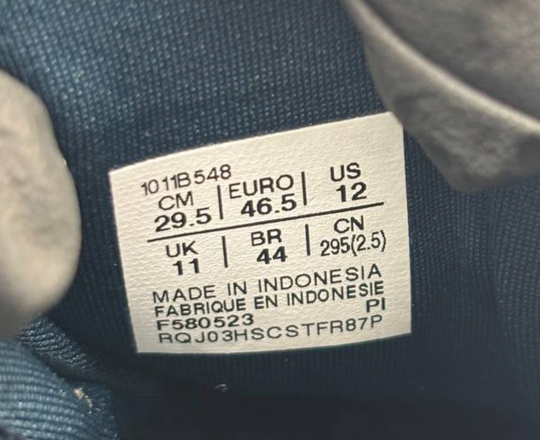 1011B548
CM | EURO | US
29.5 | 46.5 | 12
UK | BR | CN
11 | 44 | 295(2.5)
MADE IN INDONESIA
FABRIQUE EN INDONESIE
F580523 PI
RQJ03HSCSTFR87P